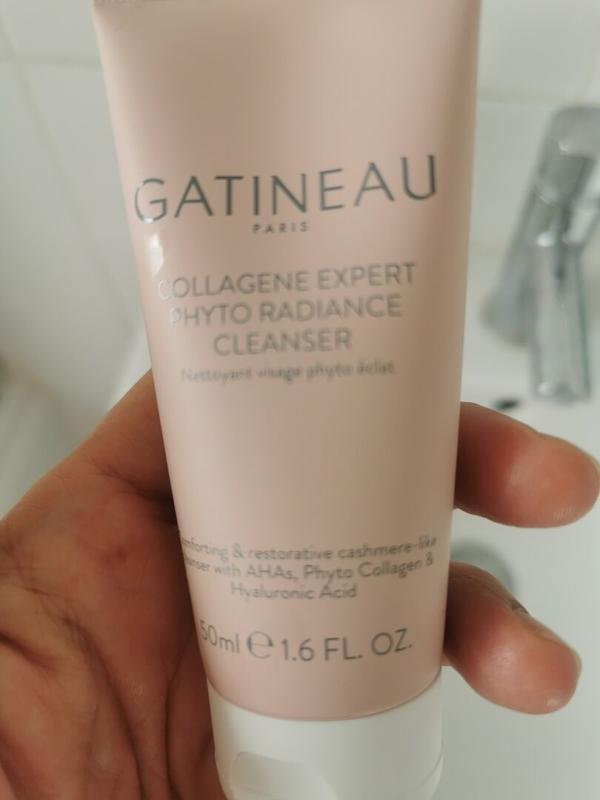 GATINEAU
PARIS
COLLAGENE EXPERT
PHYTO RADIANCE
CLEANSER
Nettoyant visage phyto éclat
& restorative cashmere-like
with AHAs, Phyto Collagen &
Hyaluronic Acid
50ml ℮ 1.6 FL. OZ.